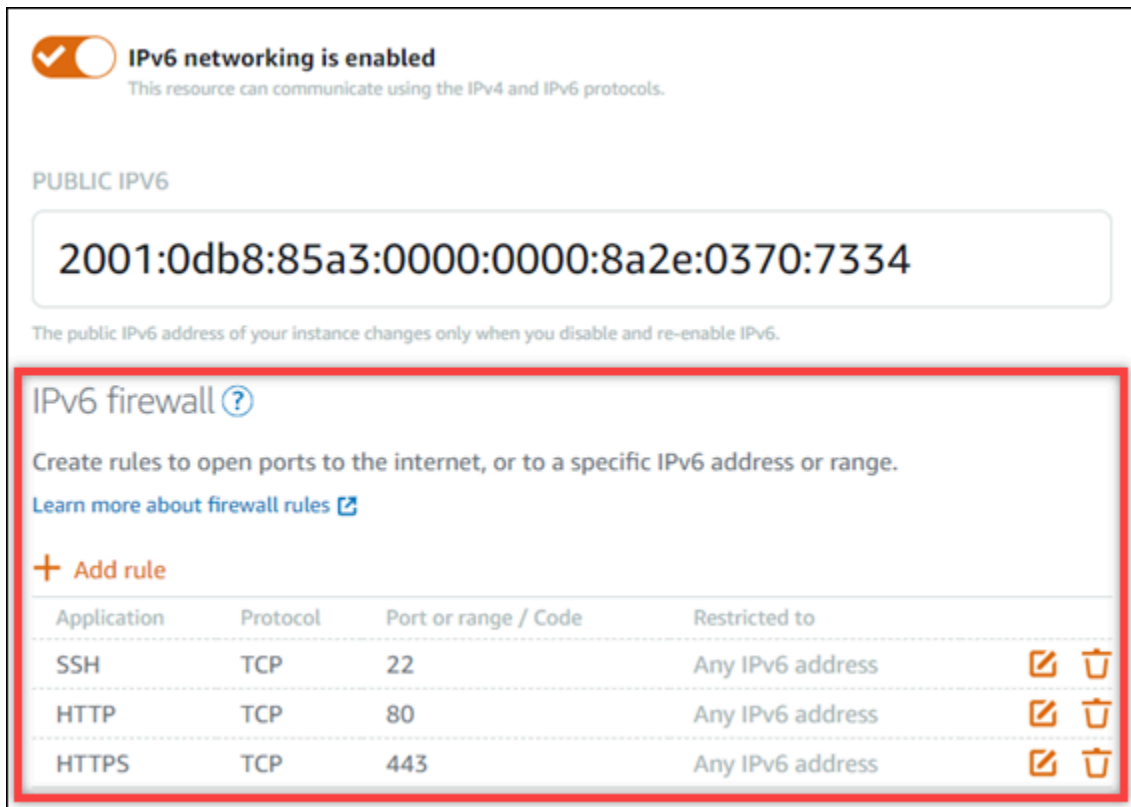 IPv6 networking is enabled
This resource can communicate using the IPv4 and IPv6 protocols.
PUBLIC IPV6
2001:0db8:85a3:0000:0000:8a2e:0370:7334
The public IPv6 address of your instance changes only when you disable and re-enable IPv6.
IPv6 firewall ?
Create rules to open ports to the internet, or to a specific IPv6 address or range.
Learn more about firewall rules
+ Add rule
Application Protocol Port or range / Code Restricted to
SSH TCP 22 Any IPv6 address
HTTP TCP 80 Any IPv6 address
HTTPS TCP 443 Any IPv6 address